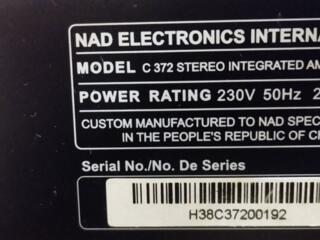 NAD ELECTRONICS INTERNA
MODEL C 372 STEREO INTEGRATED AM
POWER RATING 230V 50Hz 2
CUSTOM MANUFACTURED TO NAD SPEC
IN THE PEOPLE'S REPUBLIC OF C
Serial No./No. De Series
H38C37200192